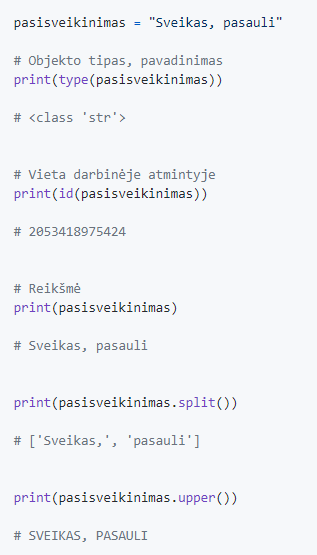 pasisveikinimas = "Sveikas, pasauli"
# Objekto tipas, pavadinimas
print(type(pasisveikinimas))
# <class 'str'>
# Vieta darbinėje atmintyje
print(id(pasisveikinimas))
# 2053418975424
# Reikšmė
print(pasisveikinimas)
# Sveikas, pasauli
print(pasisveikinimas.split())
# ['Sveikas,', 'pasauli']
print(pasisveikinimas.upper())
# SVEIKAS, PASAULI